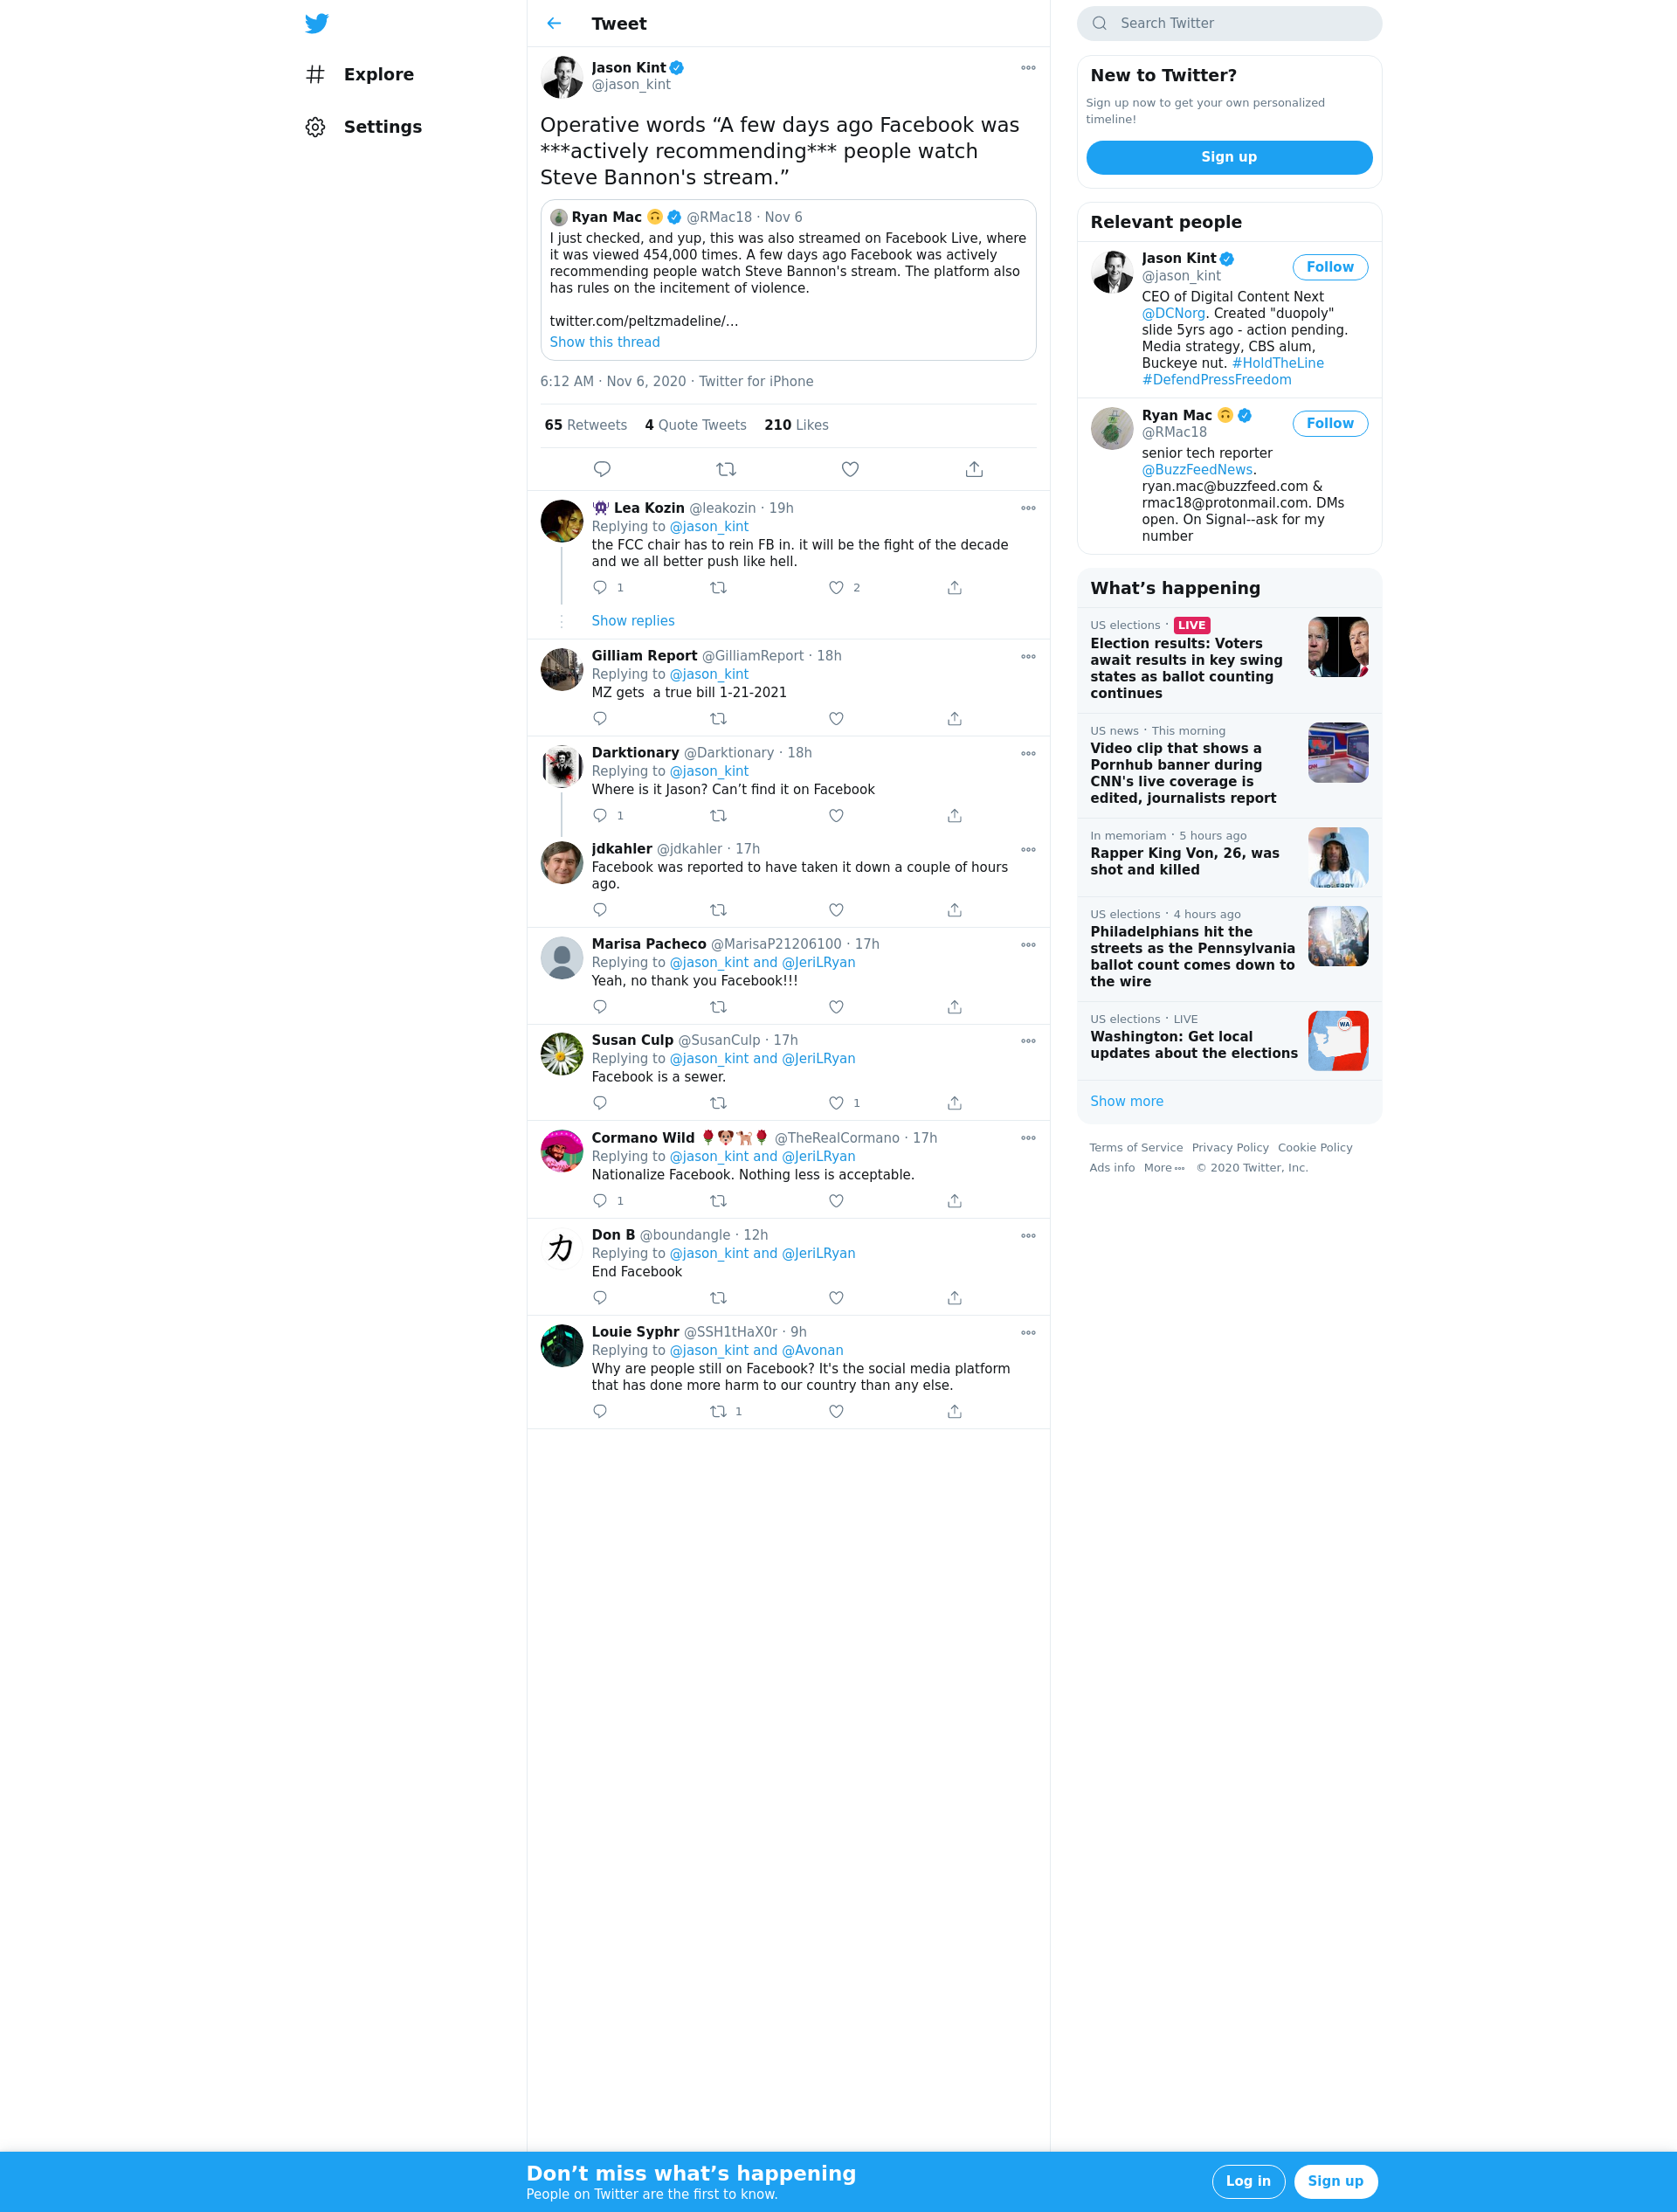 Explore
Settings
Tweet
Jason Kint
@jason_kint
Operative words “A few days ago Facebook was
***actively recommending*** people watch
Steve Bannon's stream.”
Ryan Mac 🙃 @RMac18 · Nov 6
I just checked, and yup, this was also streamed on Facebook Live, where
it was viewed 454,000 times. A few days ago Facebook was actively
recommending people watch Steve Bannon's stream. The platform also
has rules on the incitement of violence.
twitter.com/peltzmadeline/…
Show this thread
6:12 AM · Nov 6, 2020 · Twitter for iPhone
65 Retweets 4 Quote Tweets 210 Likes
👾 Lea Kozin @leakozin · 19h
Replying to @jason_kint
the FCC chair has to rein FB in. it will be the fight of the decade
and we all better push like hell.
1 2
Show replies
Gilliam Report @GilliamReport · 18h
Replying to @jason_kint
MZ gets  a true bill 1-21-2021
Darktionary @Darktionary · 18h
Replying to @jason_kint
Where is it Jason? Can’t find it on Facebook
1
jdkahler @jdkahler · 17h
Facebook was reported to have taken it down a couple of hours
ago.
Marisa Pacheco @MarisaP21206100 · 17h
Replying to @jason_kint and @JeriLRyan
Yeah, no thank you Facebook!!!
Susan Culp @SusanCulp · 17h
Replying to @jason_kint and @JeriLRyan
Facebook is a sewer.
1
Cormano Wild 🌹🐶🐕🌹 @TheRealCormano · 17h
Replying to @jason_kint and @JeriLRyan
Nationalize Facebook. Nothing less is acceptable.
1
カ
Don B @boundangle · 12h
Replying to @jason_kint and @JeriLRyan
End Facebook
Louie Syphr @SSH1tHaX0r · 9h
Replying to @jason_kint and @Avonan
Why are people still on Facebook? It's the social media platform
that has done more harm to our country than any else.
1
Search Twitter
New to Twitter?
Sign up now to get your own personalized
timeline!
Sign up
Relevant people
Jason Kint
@jason_kint
Follow
CEO of Digital Content Next
@DCNorg. Created "duopoly"
slide 5yrs ago - action pending.
Media strategy, CBS alum,
Buckeye nut. #HoldTheLine
#DefendPressFreedom
Ryan Mac 🙃
@RMac18
Follow
senior tech reporter
@BuzzFeedNews.
ryan.mac@buzzfeed.com &
rmac18@protonmail.com. DMs
open. On Signal--ask for my
number
What’s happening
US elections · LIVE
Election results: Voters
await results in key swing
states as ballot counting
continues
US news · This morning
Video clip that shows a
Pornhub banner during
CNN's live coverage is
edited, journalists report
In memoriam · 5 hours ago
Rapper King Von, 26, was
shot and killed
US elections · 4 hours ago
Philadelphians hit the
streets as the Pennsylvania
ballot count comes down to
the wire
US elections · LIVE
Washington: Get local
updates about the elections
WA
Show more
Terms of Service Privacy Policy Cookie Policy
Ads info More © 2020 Twitter, Inc.
Don’t miss what’s happening
People on Twitter are the first to know.
Log in
Sign up